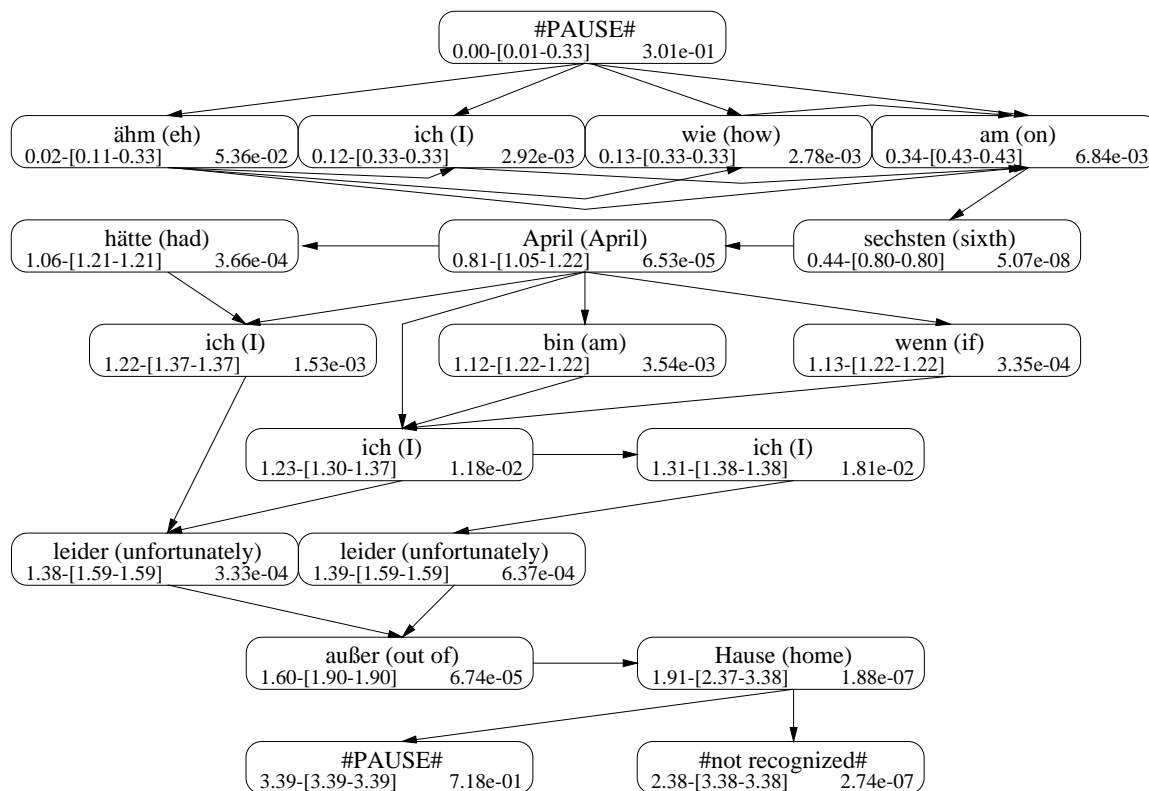 #PAUSE#
0.00-[0.01-0.33] 3.01e-01
ähm (eh)
0.02-[0.11-0.33] 5.36e-02
ich (I)
0.12-[0.33-0.33] 2.92e-03
wie (how)
0.13-[0.33-0.33] 2.78e-03
am (on)
0.34-[0.43-0.43] 6.84e-03
hätte (had)
1.06-[1.21-1.21] 3.66e-04
April (April)
0.81-[1.05-1.22] 6.53e-05
sechsten (sixth)
0.44-[0.80-0.80] 5.07e-08
ich (I)
1.22-[1.37-1.37] 1.53e-03
bin (am)
1.12-[1.22-1.22] 3.54e-03
wenn (if)
1.13-[1.22-1.22] 3.35e-04
ich (I)
1.23-[1.30-1.37] 1.18e-02
ich (I)
1.31-[1.38-1.38] 1.81e-02
leider (unfortunately)
1.38-[1.59-1.59] 3.33e-04
leider (unfortunately)
1.39-[1.59-1.59] 6.37e-04
außer (out of)
1.60-[1.90-1.90] 6.74e-05
Hause (home)
1.91-[2.37-3.38] 1.88e-07
#PAUSE#
3.39-[3.39-3.39] 7.18e-01
#not recognized#
2.38-[3.38-3.38] 2.74e-07